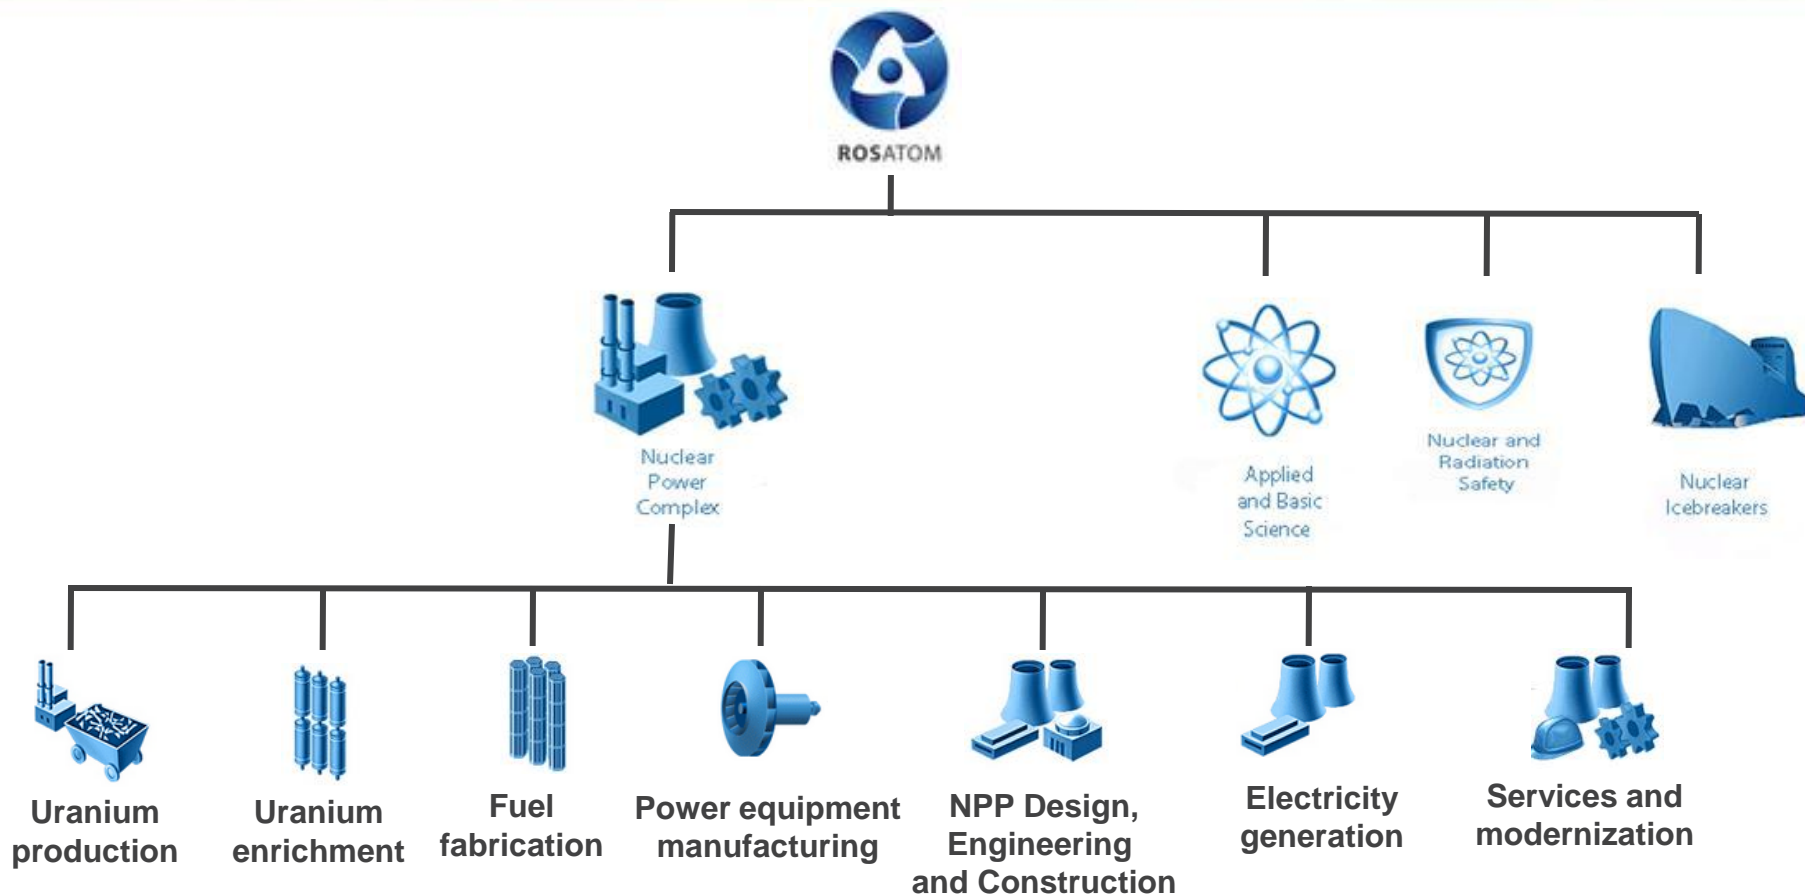 ROSATOM
Nuclear
Power
Complex
Applied
and Basic
Science
Nuclear and
Radiation
Safety
Nuclear
Icebreakers
Uranium
production
Uranium
enrichment
Fuel
fabrication
Power equipment
manufacturing
NPP Design,
Engineering
and Construction
Electricity
generation
Services and
modernization